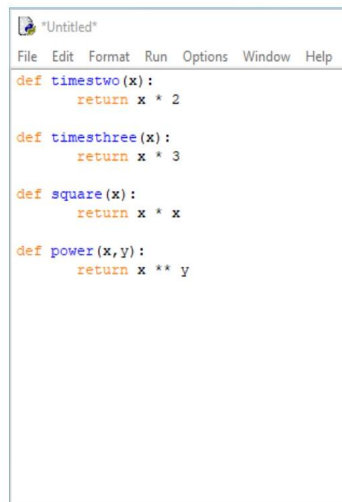 *Untitled*
File Edit Format Run Options Window Help
def timestwo(x):
return x * 2
def timesthree(x):
return x * 3
def square(x):
return x * x
def power(x,y):
return x ** y